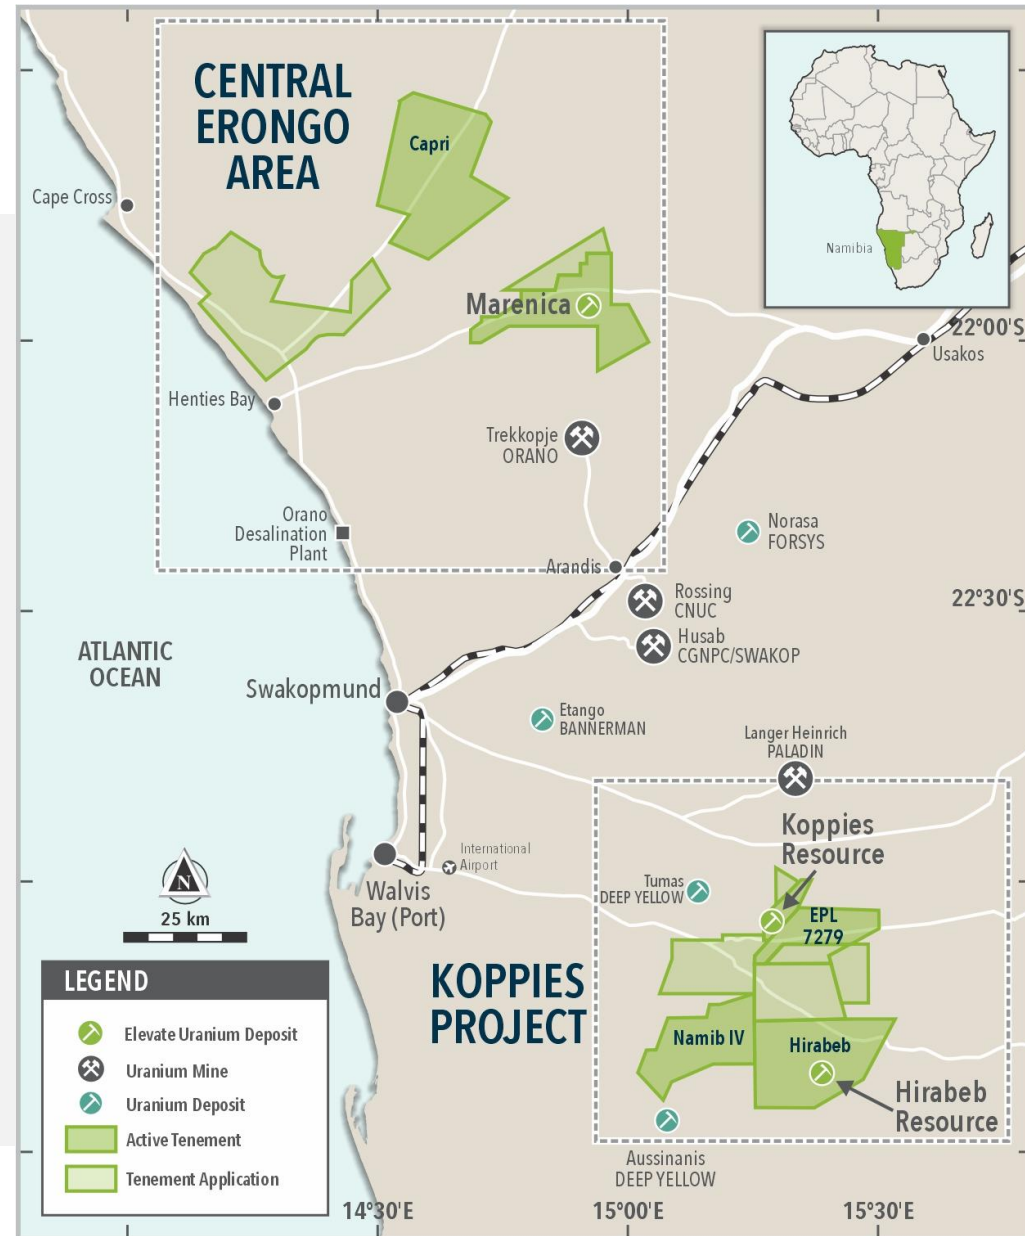 CENTRAL
ERONGO
AREA
Capri
Cape Cross
Namibia
Marenica
22°00'S
Usakos
Henties Bay
Trekkopje
ORANO
Orano
Desalination
Plant
Norasa
FORSYS
Arandis
Rossing
CNUC
22°30'S
Husab
CGNPC/SWAKOP
ATLANTIC
OCEAN
Swakopmund
Etango
BANNERMAN
Langer Heinrich
PALADIN
Koppies
Resource
International
Airport
Walvis
Bay (Port)
Tumas
DEEP YELLOW
EPL
7279
N
25 km
KOPPIES
PROJECT
Namib IV
Hirabeb
Hirabeb
Resource
Aussinanis
DEEP YELLOW
LEGEND
Elevate Uranium Deposit
Uranium Mine
Uranium Deposit
Active Tenement
Tenement Application
14°30'E
15°00'E
15°30'E